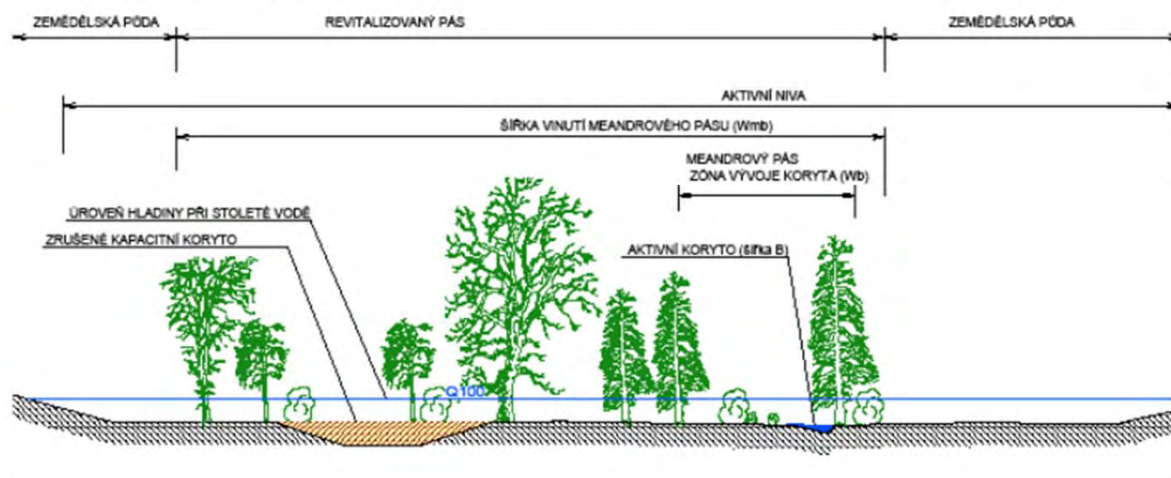 ZEMĚDĚLSKÁ PŮDA
REVITALIZOVANÝ PÁS
ZEMĚDĚLSKÁ PŮDA
AKTIVNÍ NIVA
ŠÍŘKA VINUTÍ MEANDROVÉHO PÁSU (Wmb)
MEANDROVÝ PÁS
ZÓNA VÝVOJE KORYTA (Wb)
ÚROVEŇ HLADINY PŘI STOLETÉ VODĚ
ZRUŠENÉ KAPACITNÍ KORYTO
AKTIVNÍ KORYTO (šířka B)
Q 100